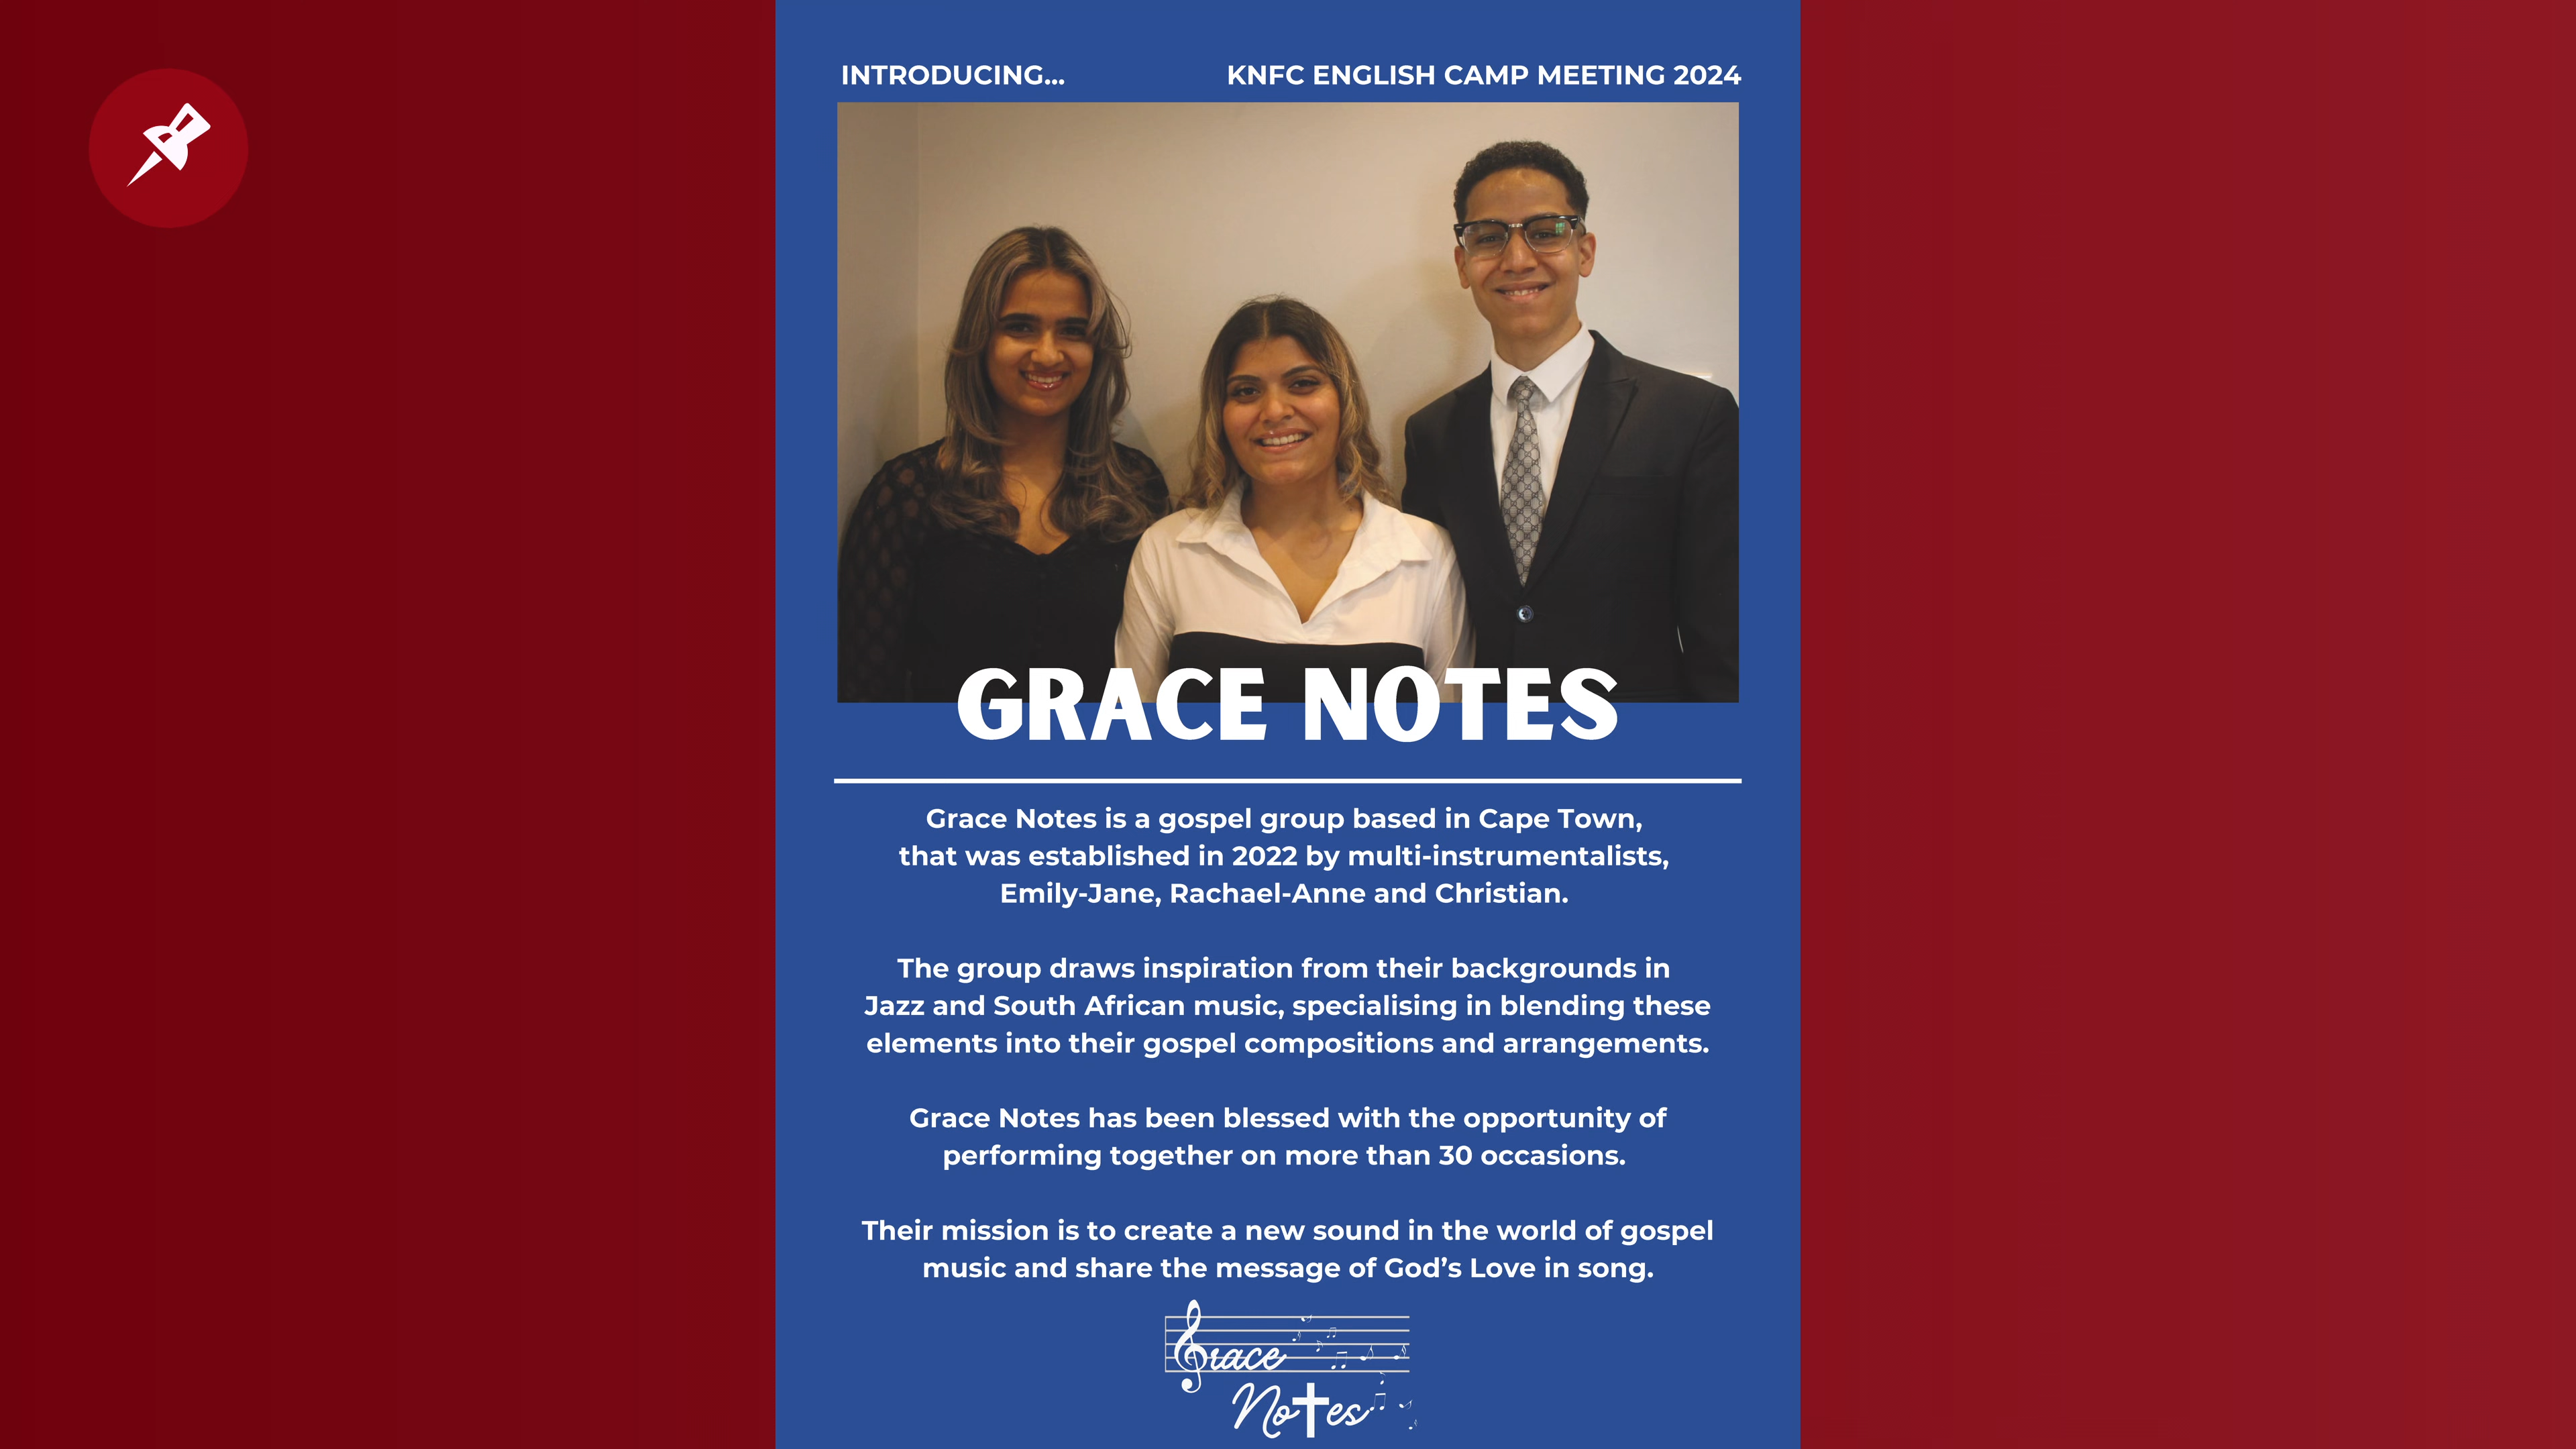 INTRODUCING...
KNFC ENGLISH CAMP MEETING 2024
GRACE NOTES
Grace Notes is a gospel group based in Cape Town,
that was established in 2022 by multi-instrumentalists,
Emily-Jane, Rachael-Anne and Christian.
The group draws inspiration from their backgrounds in
Jazz and South African music, specialising in blending these
elements into their gospel compositions and arrangements.
Grace Notes has been blessed with the opportunity of
performing together on more than 30 occasions.
Their mission is to create a new sound in the world of gospel
music and share the message of God’s Love in song.
Grace
Notes